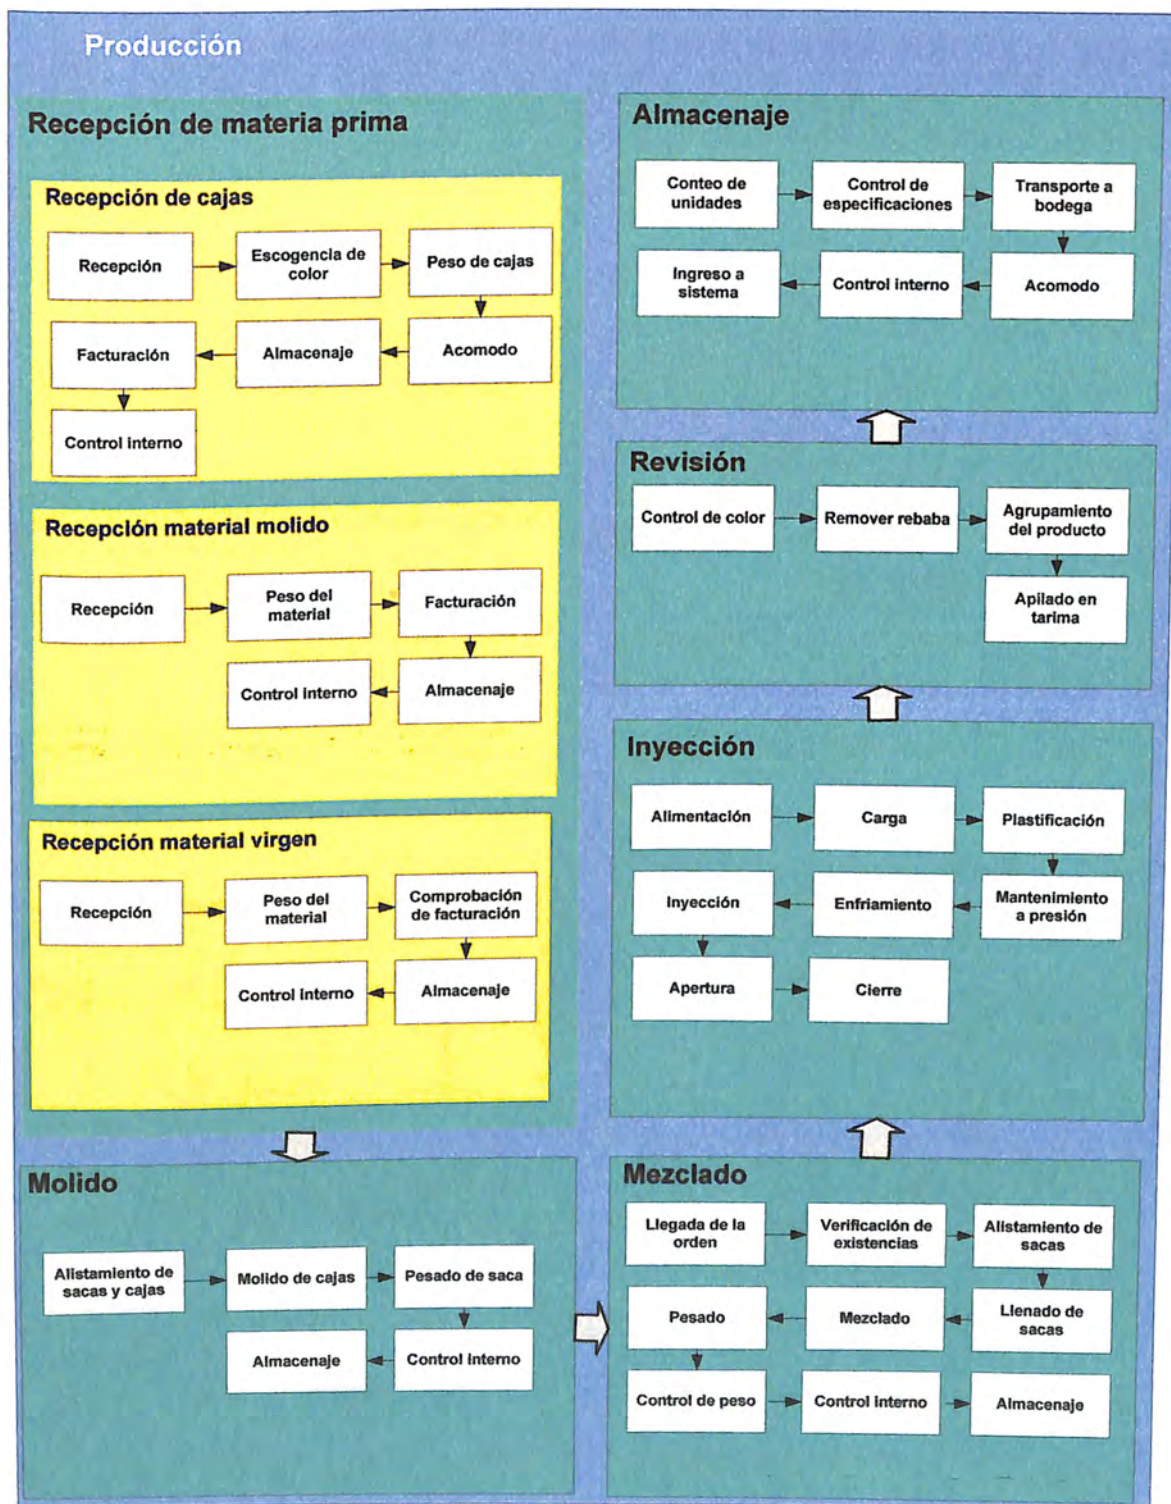 Producción
Recepción de materia prima
Recepción de cajas
Recepción
Escogencia de
color
Peso de cajas
Facturación
Almacenaje
Acomodo
Control interno
Recepción material molido
Recepción
Peso del
material
Facturación
Control interno
Almacenaje
Recepción material virgen
Recepción
Peso del
material
Comprobación
de facturación
Control interno
Almacenaje
Molido
Alistamiento de
sacas y cajas
Molido de cajas
Pesado de saca
Almacenaje
Control interno
Almacenaje
Conteo de
unidades
Control de
especificaciones
Transporte a
bodega
Ingreso a
sistema
Control interno
Acomodo
Revisión
Control de color
Remover rebaba
Agrupamiento
del producto
Apilado en
tarima
Inyección
Alimentación
Carga
Plastificación
Inyección
Enfriamiento
Mantenimiento
a presión
Apertura
Cierre
Mezclado
Llegada de la
orden
Verificación de
existencias
Alistamiento de
sacas
Pesado
Mezclado
Llenado de
sacas
Control de peso
Control interno
Almacenaje